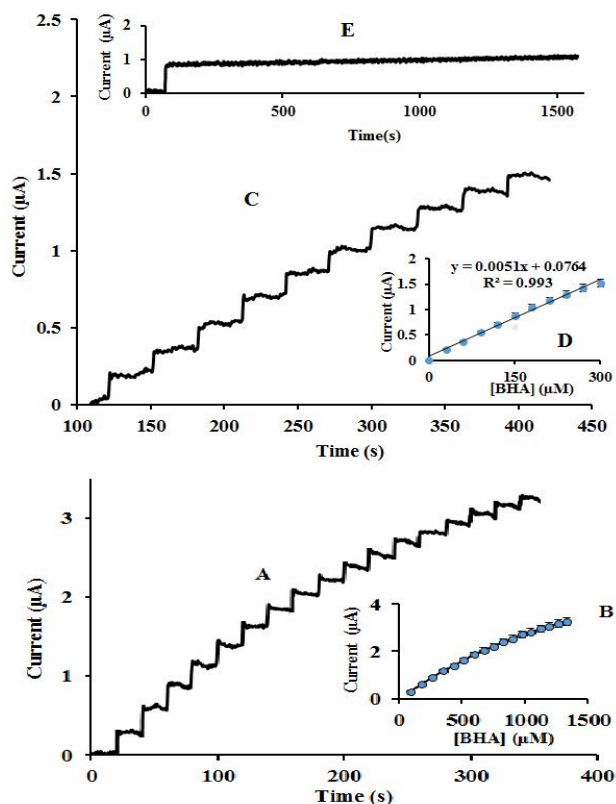 E
Current (µA)
2
1
0
0
500
1000
1500
Time(s)
Current (µA)
2.5
2
1.5
1
0.5
0
C
y = 0.0051x + 0.0764
R² = 0.993
Current (µA)
2
1.5
1
0.5
0
D
0
150
300
[BHA] (µM)
100
150
200
250
300
350
400
450
Time (s)
Current (µA)
3
2
1
0
A
B
Current (µA)
4
2
0
0
500
1000
1500
[BHA] (µM)
0
100
200
300
400
Time (s)